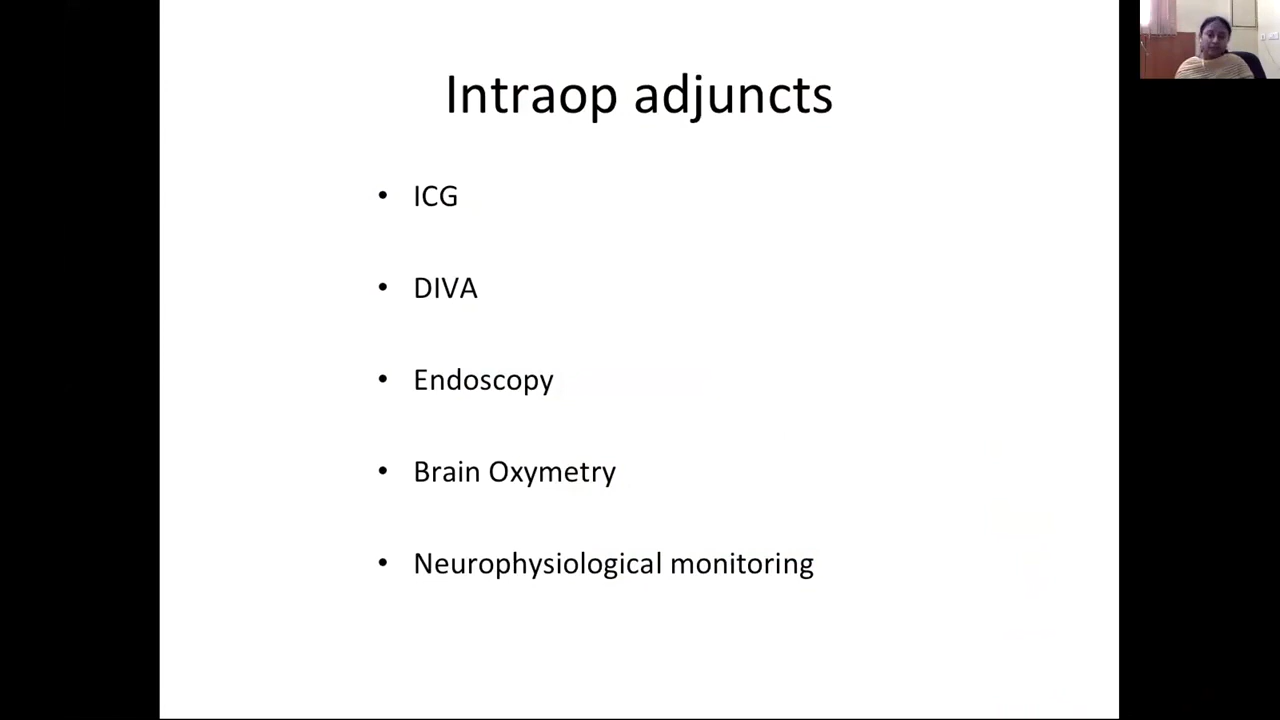 Intraop adjuncts
• ICG
• DIVA
• Endoscopy
• Brain Oxymetry
• Neurophysiological monitoring